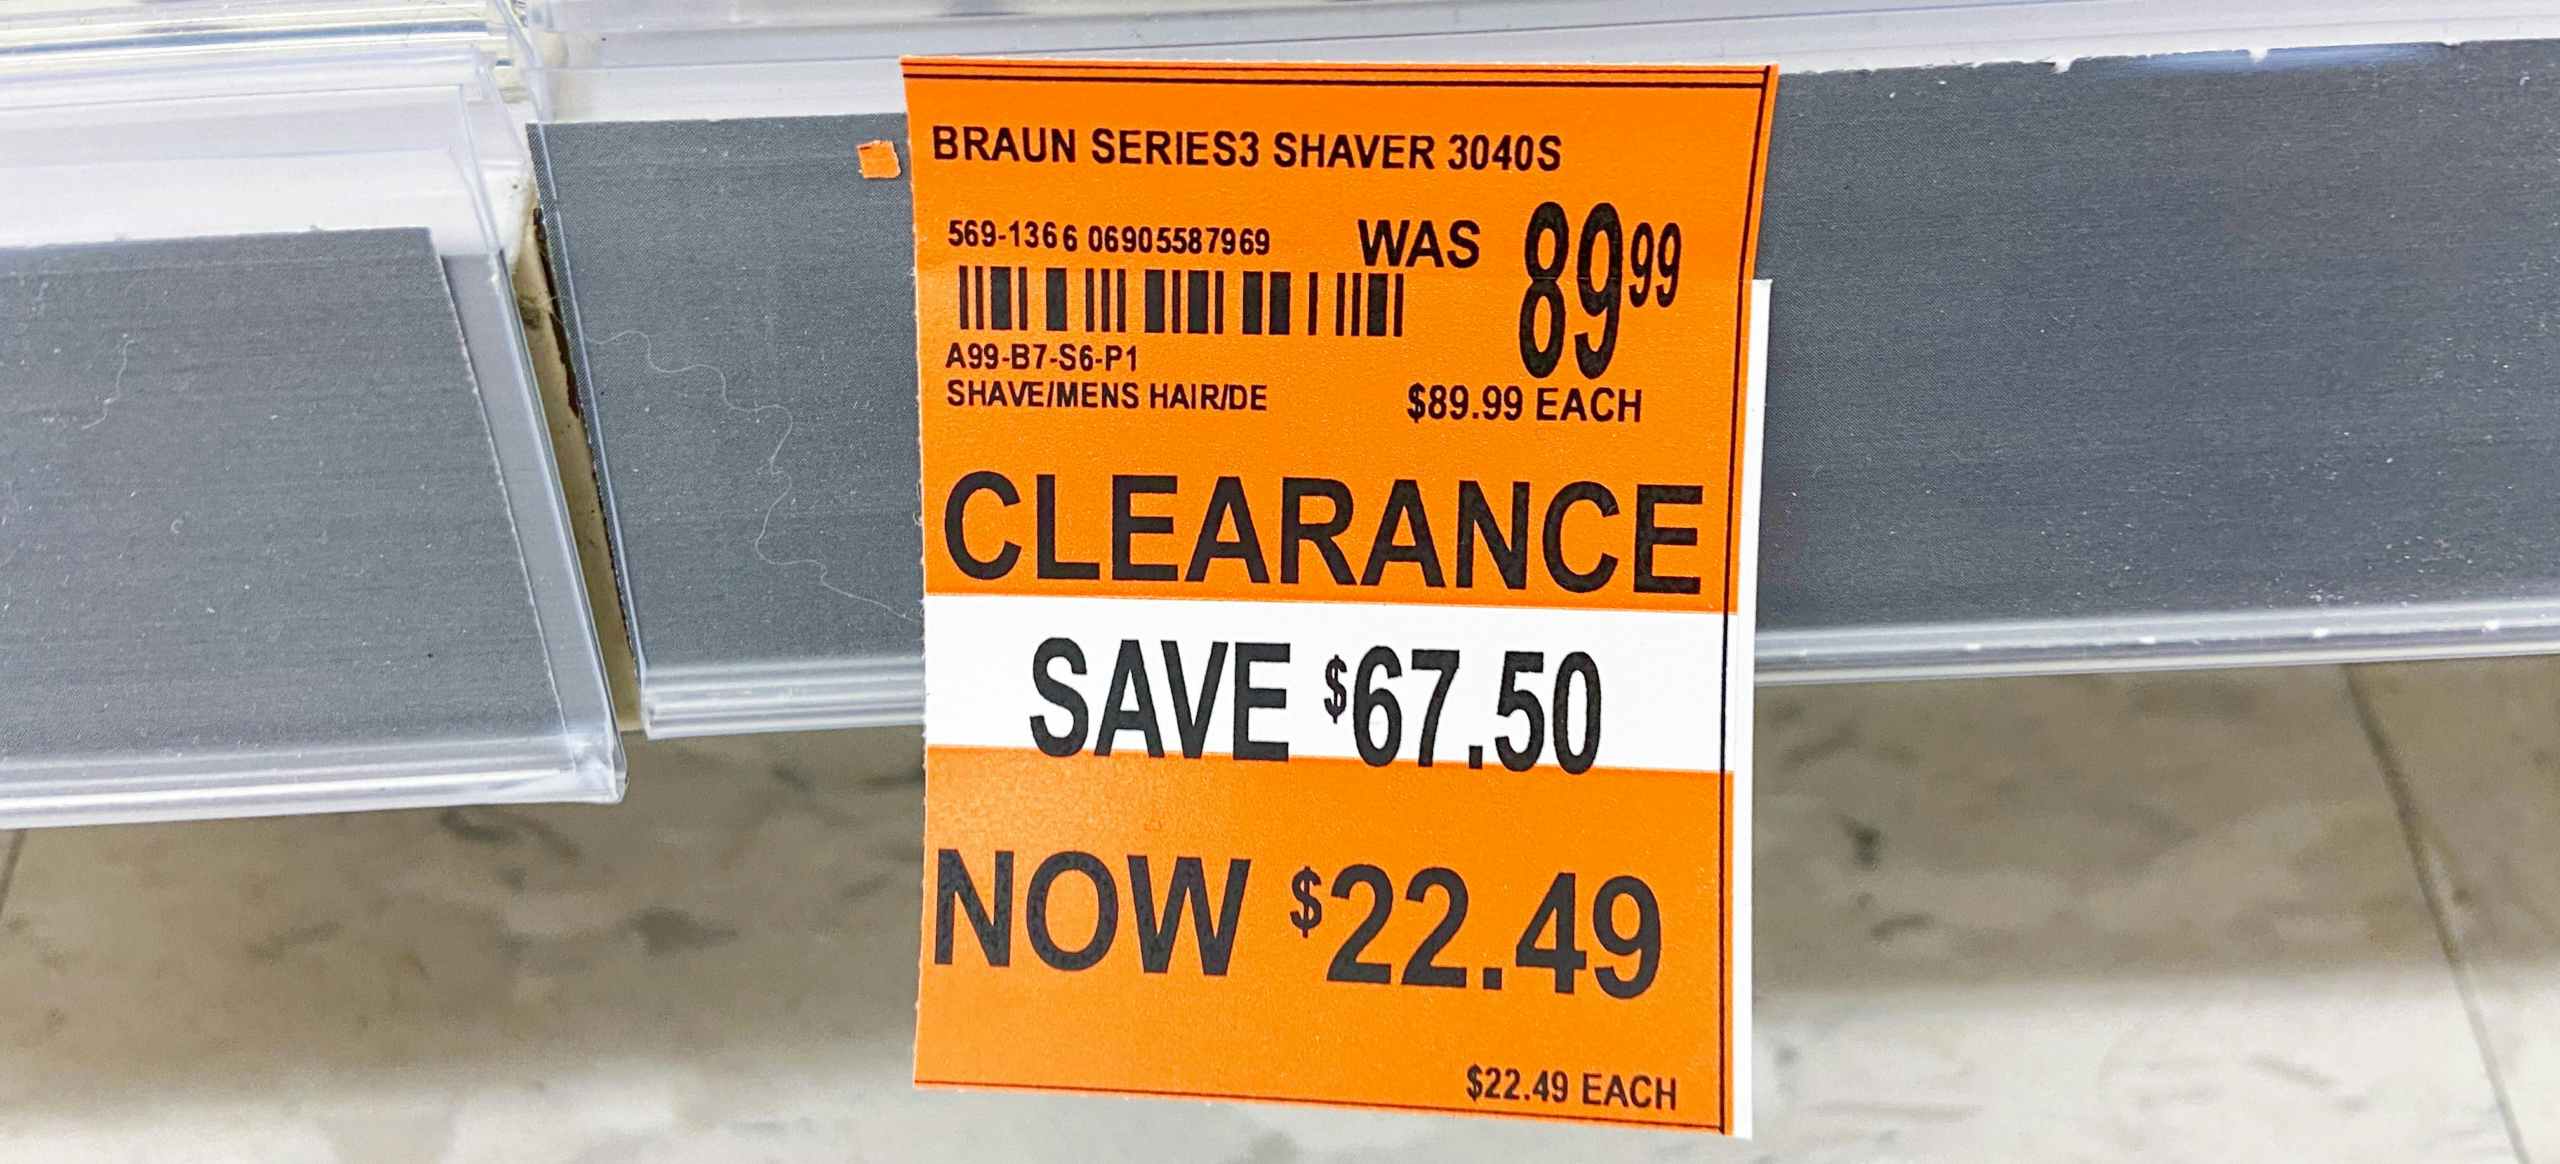 BRAUN SERIES3 SHAVER 3040S
569-1366 06905587969
WAS 89 99
A99-B7-S6-P1
SHAVE/MENS HAIR/DE
$89.99 EACH
CLEARANCE
SAVE $67.50
NOW $22.49
$22.49 EACH